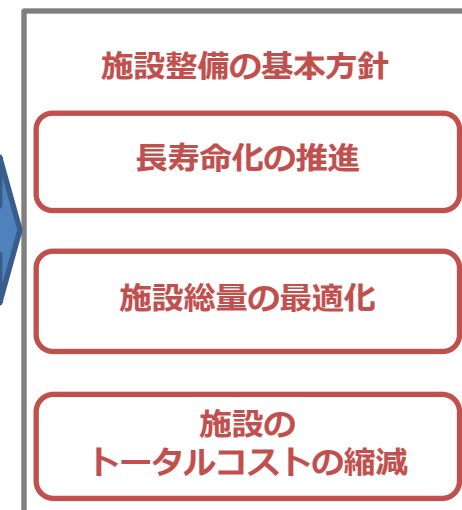 施設整備の基本方針
長寿命化の推進
施設総量の最適化
施設の
トータルコストの縮減